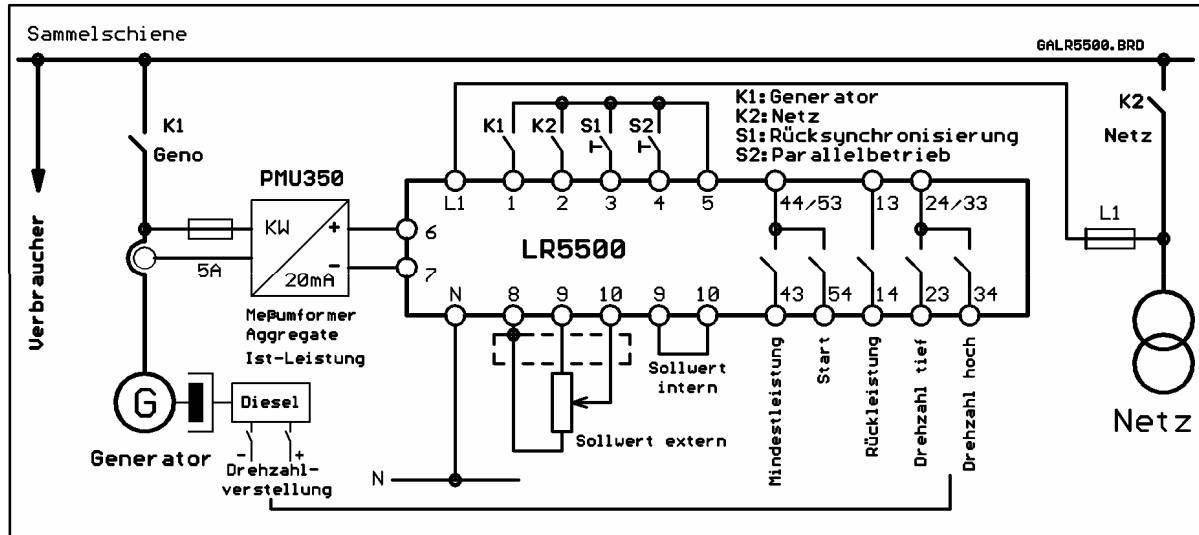 Sammelschiene
GALR5500.BRD
K1
Geno
Verbraucher
PMU350
KW
+
-
20mA
5A
Meβumformer
Aggregate
Ist-Leistung
K1
K2
S1
S2
K1:Generator
K2:Netz
S1:Rücksynchronisierung
S2:Parallelbetrieb
K2
Netz
L1
1
2
3
4
5
44/53
13
24/33
L1
6
7
LR5500
N
8
9
10
9
10
43
54
14
23
34
Sollwert
intern
Sollwert extern
Mindestleistung
Start
Rückleistung
Drehzahl tief
Drehzahl hoch
G
Generator
Diesel
-
+
Drehzahl-
verstellung
N
Netz